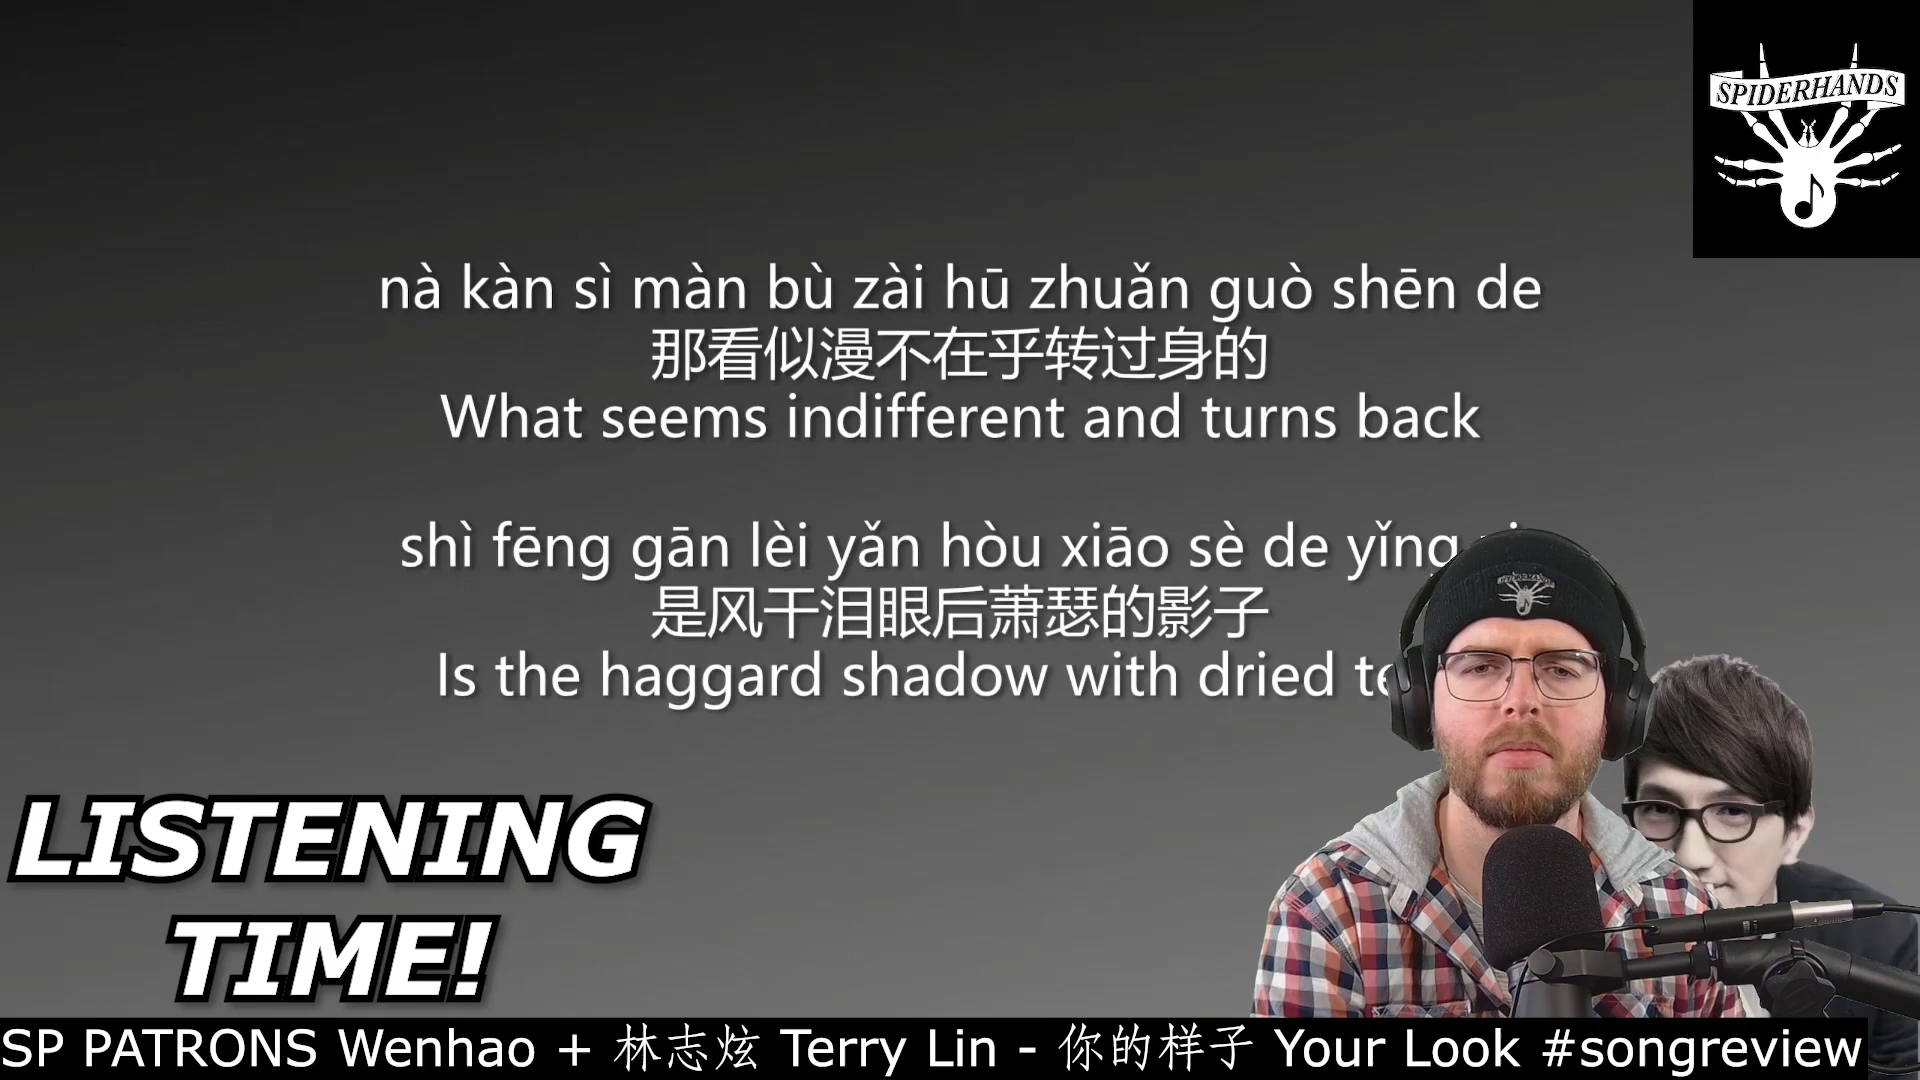 SPIDERHANDS
nà kàn sì màn bù zài hū zhuǎn guò shēn de
那看似漫不在乎转过身的
What seems indifferent and turns back
shì fēng gān lèi yǎn hòu xiāo sè de
是风干泪眼后萧瑟的影子
Is the haggard shadow with dried
SPIDERHANDS
LISTENING
TIME!
SP PATRONS Wenhao + 林志炫 Terry Lin - 你的样子 Your Look #songreview